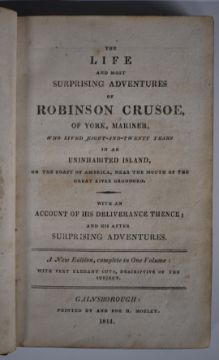 THE
LIFE
AND MOST
SURPRISING ADVENTURES
OF
ROBINSON CRUSOE,
OF YORK, MARINER,
WHO LIVED EIGHT-AND-TWENTY YEARS
IN AN
UNINHABITED ISLAND,
ON THE COAST OF AMERICA, NEAR THE MOUTH OF THE
GREAT RIVER OROONOKO.
WITH AN
ACCOUNT OF HIS DELIVERANCE THENCE;
AND HIS AFTER
SURPRISING ADVENTURES.
A New Edition, complete in One Volume:
WITH VERY ELEGANT CUTS, DESCRIPTIVE OF THE
SUBJECT.
GAINSBOROUGH:
PRINTED BY AND FOR H. MOZLEY.